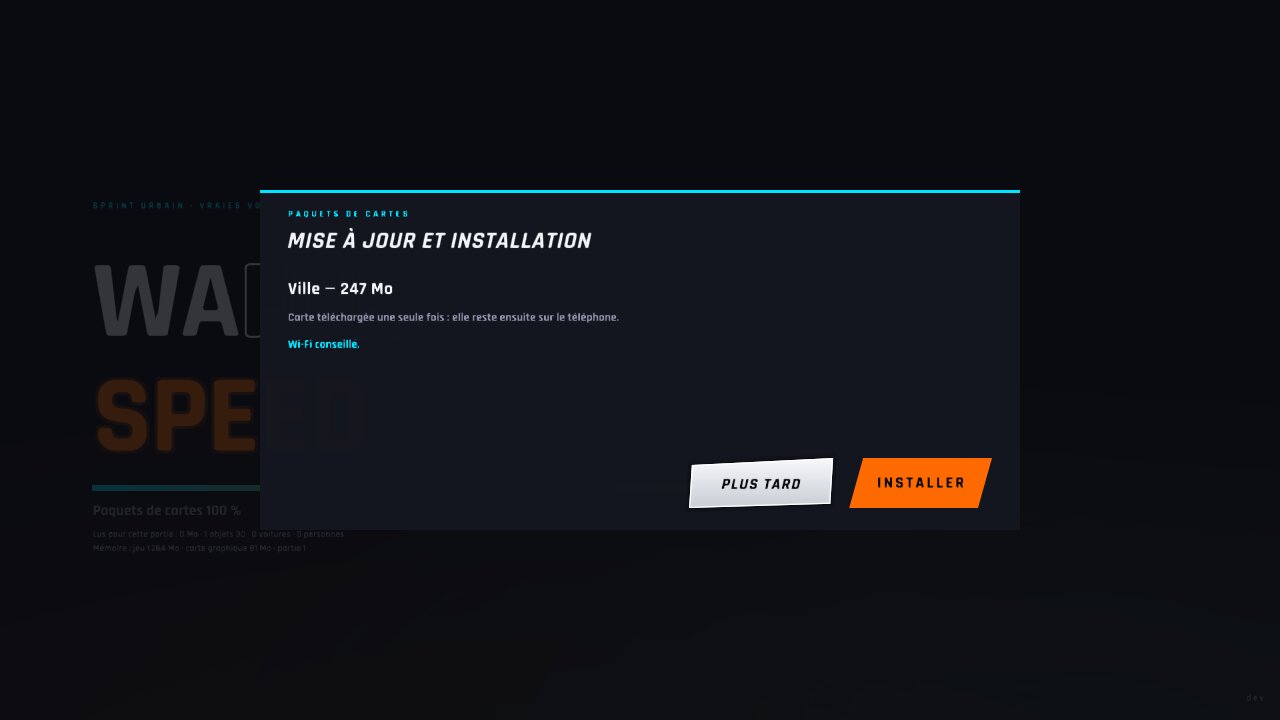 SPRINT URBAIN · VRAIES VO
PAQUETS DE CARTES
MISE À JOUR ET INSTALLATION
WA
Ville — 247 Mo
Carte téléchargée une seule fois : elle reste ensuite sur le téléphone.
Wi-Fi conseillé.
SPEED
PLUS TARD
INSTALLER
Paquets de cartes 100 %
Lus pour cette partie : 0 Mo · 1 objets 3D · 0 voitures · 0 personnes
Mémoire : jeu 1264 Mo · carte graphique 81 Mo · partie 1
dev